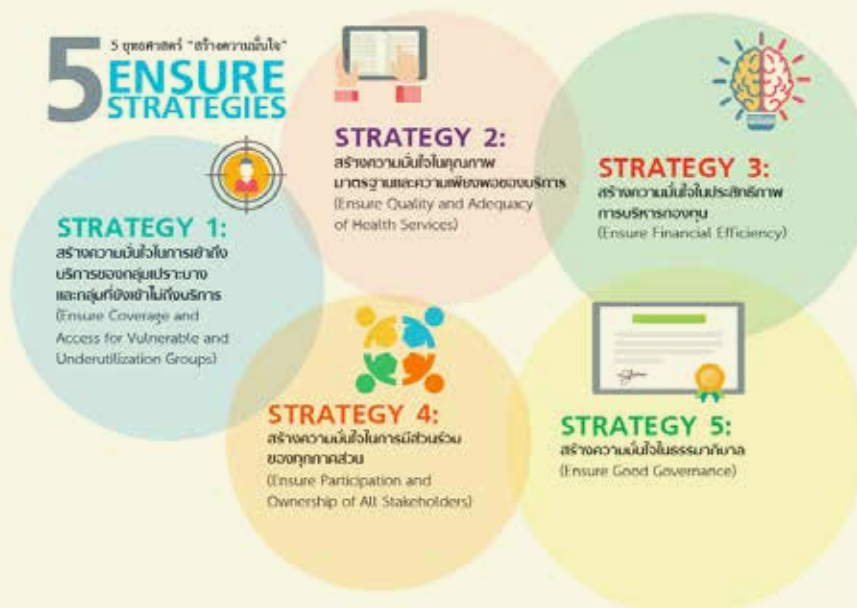 5
5 ยุทธศาสตร์ "สร้างความมั่นใจ"
ENSURE
STRATEGIES
STRATEGY 1:
สร้างความมั่นใจในการเข้าถึง
บริการของกลุ่มเปราะบาง
และกลุ่มที่ยังเข้าไม่ถึงบริการ
(Ensure Coverage and
Access for Vulnerable and
Underutilization Groups)
STRATEGY 2:
สร้างความมั่นใจในคุณภาพ
มาตรฐานและความเพียงพอของบริการ
(Ensure Quality and Adequacy
of Health Services)
STRATEGY 3:
สร้างความมั่นใจในประสิทธิภาพ
การบริหารกองทุน
(Ensure Financial Efficiency)
STRATEGY 4:
สร้างความมั่นใจในการมีส่วนร่วม
ของทุกภาคส่วน
(Ensure Participation and
Ownership of All Stakeholders)
STRATEGY 5:
สร้างความมั่นใจในธรรมาภิบาล
(Ensure Good Governance)